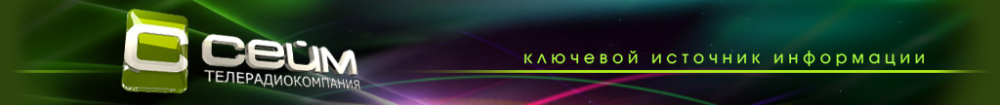 сейм
ТЕЛЕРАДИОКОМПАНИЯ
ключевой источник информации